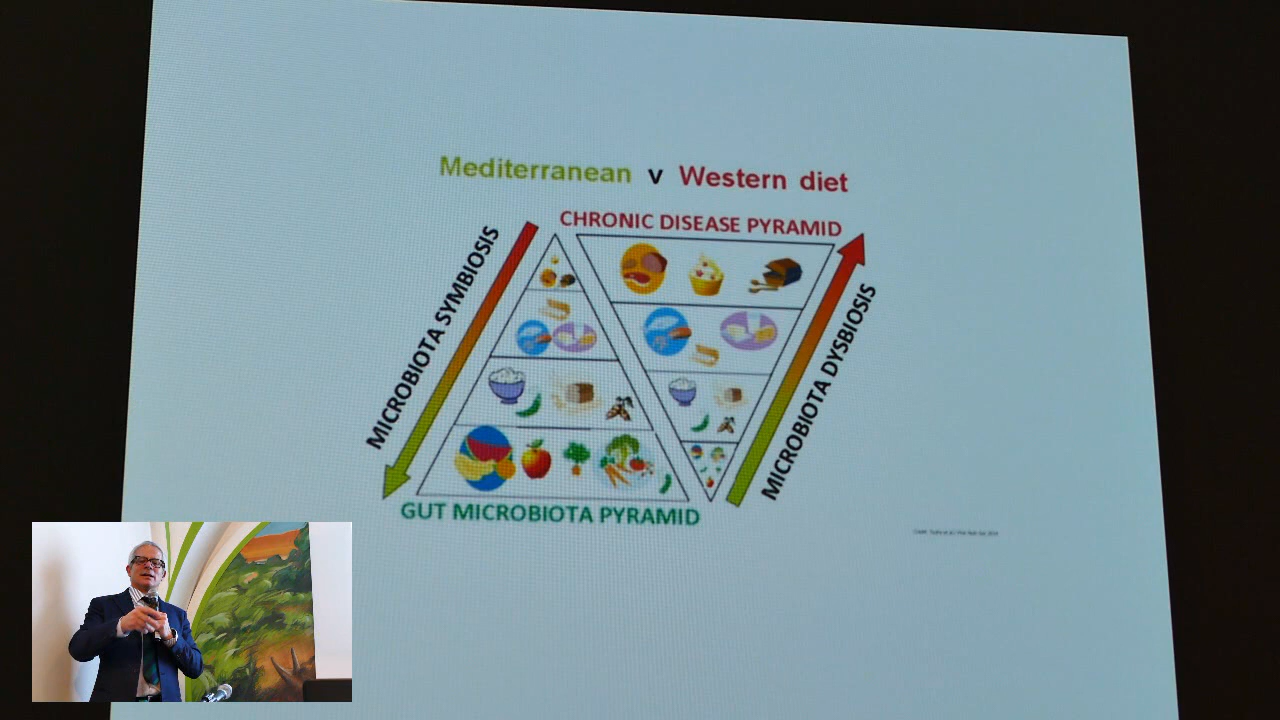 Mediterranean v Western diet
CHRONIC DISEASE PYRAMID
MICROBIOTA SYMBIOSIS
MICROBIOTA DYSBIOSIS
GUT MICROBIOTA PYRAMID